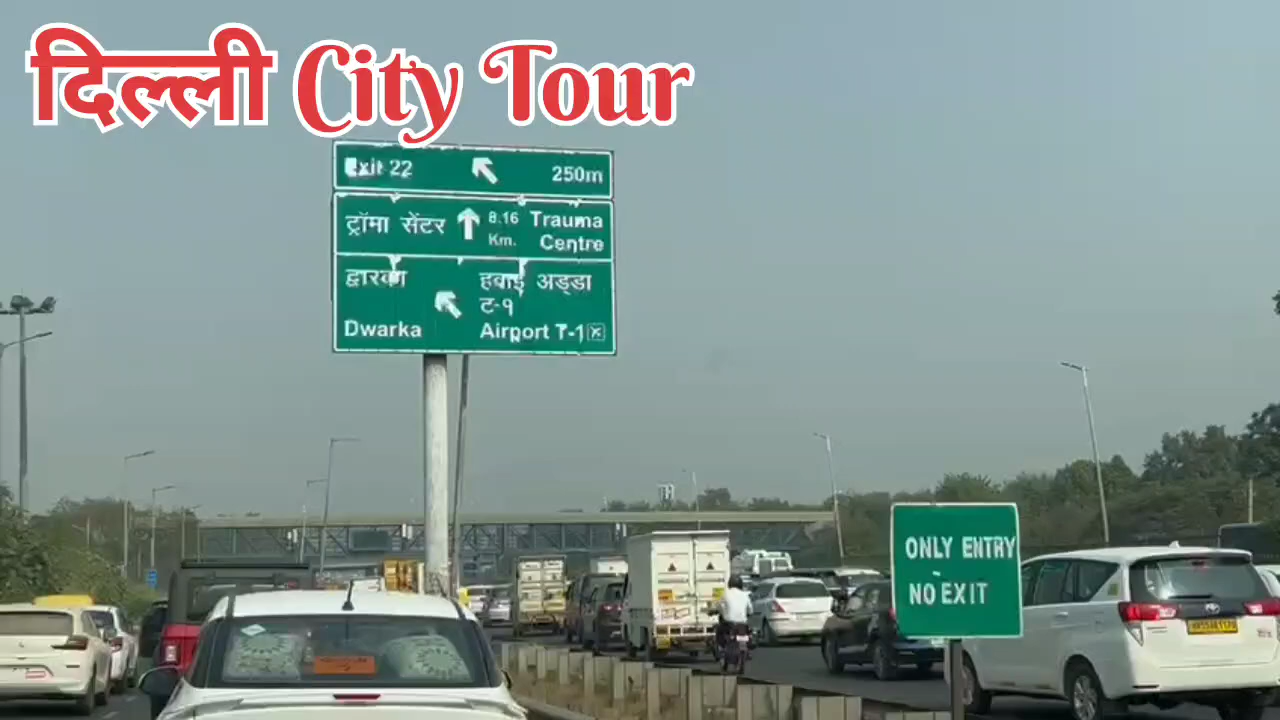 दिल्ली City Tour
Exit 22 250m
ट्रॉमा सेंटर 8.16 Km. Trauma Centre
द्वारका हवाई अड्डा
ट-१
Dwarka Airport T-1
ONLY ENTRY
NO EXIT